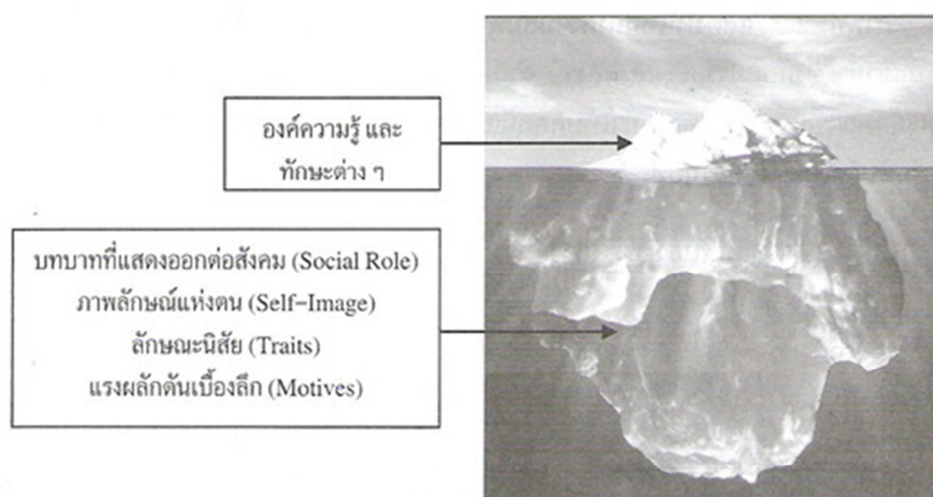 องค์ความรู้ และ
ทักษะต่าง ๆ
บทบาทที่แสดงออกต่อสังคม (Social Role)
ภาพลักษณ์แห่งตน (Self-Image)
ลักษณะนิสัย (Traits)
แรงผลักดันเบื้องลึก (Motives)